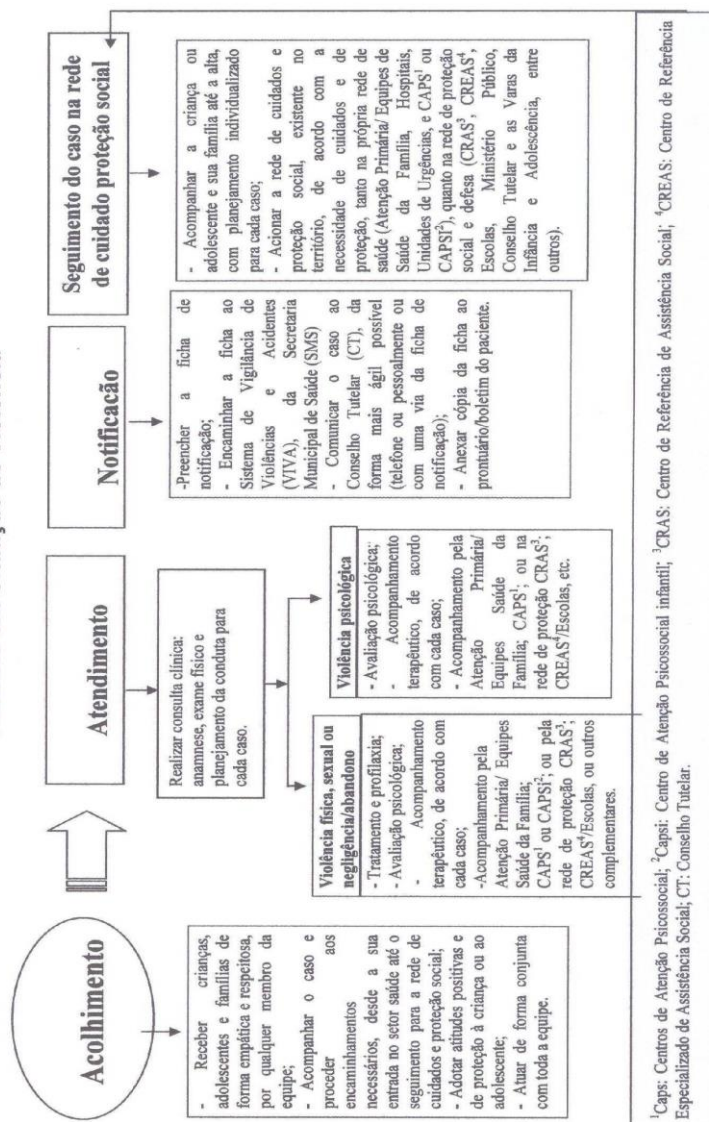 Acolhimento
- Receber crianças,
adolescentes e famílias de
forma empática e respeitosa,
por qualquer membro da
equipe;
- Acompanhar o caso e
proceder aos
encaminhamentos
necessários, desde a sua
entrada no setor saúde até o
seguimento para a rede de
cuidados e proteção social;
- Adotar atitudes positivas e
de proteção à criança ou ao
adolescente;
- Atuar de forma conjunta
com toda a equipe.
Atendimento
Realizar consulta clínica:
anamnese, exame físico e
planejamento da conduta para
cada caso.
Violência física, sexual ou
negligência/abandono
- Tratamento e profilaxia;
- Avaliação psicológica;
- Acompanhamento
terapêutico, de acordo com
cada caso;
-Acompanhamento pela
Atenção Primária/ Equipes
Saúde da Família;
CAPS¹ ou CAPSi²; ou pela
rede de proteção CRAS³;
CREAS⁴/Escolas, ou outros
complementares.
Violência psicológica
- Avaliação psicológica;
- Acompanhamento
terapêutico, de acordo
com cada caso;
- Acompanhamento pela
Atenção Primária/
Equipes Saúde da
Família; CAPS¹; ou na
rede de proteção CRAS³;
CREAS⁴/Escolas, etc.
Notificação
-Preencher a ficha de
notificação;
- Encaminhar a ficha ao
Sistema de Vigilância de
Violências e Acidentes
(VIVA), da Secretaria
Municipal de Saúde (SMS)
- Comunicar o caso ao
Conselho Tutelar (CT), da
forma mais ágil possível
(telefone ou pessoalmente ou
com uma via da ficha de
notificação);
- Anexar cópia da ficha ao
prontuário/boletim do paciente.
Seguimento do caso na rede
de cuidado proteção social
- Acompanhar a criança ou
adolescente e sua família até a alta,
com planejamento individualizado
para cada caso;
- Acionar a rede de cuidados e
proteção social, existente no
território, de acordo com a
necessidade de cuidados e de
proteção, tanto na própria rede de
saúde (Atenção Primária/ Equipes de
Saúde da Família, Hospitais,
Unidades de Urgências, e CAPS¹ ou
CAPSI²), quanto na rede de proteção
social e defesa (CRAS³, CREAS⁴,
Escolas, Ministério Público,
Conselho Tutelar e as Varas da
Infância e Adolescência, entre
outros).
¹Caps: Centros de Atenção Psicossocial; ²Capsi: Centro de Atenção Psicossocial infantil; ³CRAS: Centro de Referência de Assistência Social; ⁴CREAS: Centro de Referência
Especializado de Assistência Social; CT: Conselho Tutelar.